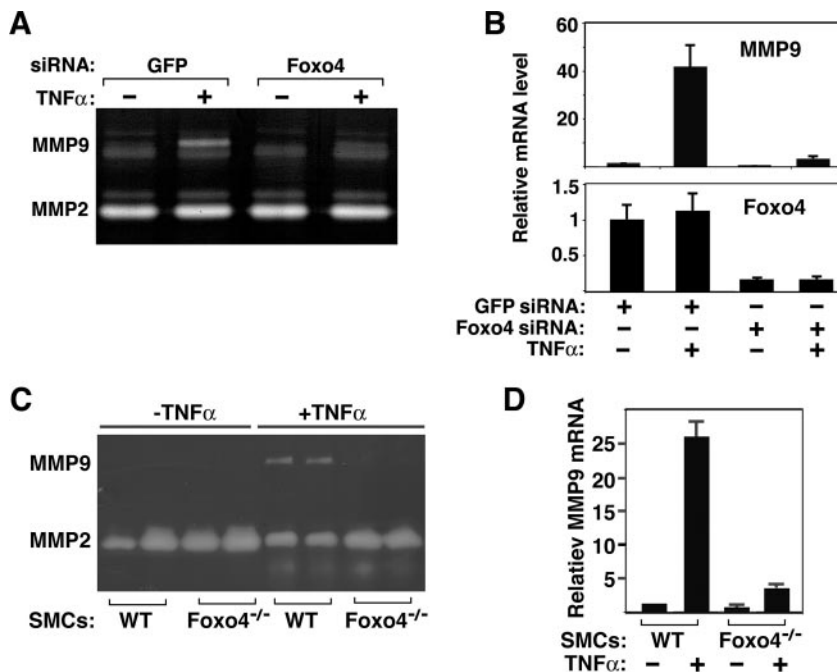 A
siRNA: GFP Foxo4
TNFα: − + − +
MMP9
MMP2
B
Relative mRNA level
60
40
20
MMP9
1.5
1
0.5
Foxo4
GFP siRNA: + + − −
Foxo4 siRNA: − − + +
TNFα: − + − +
C
-TNFα +TNFα
MMP9
MMP2
SMCs: WT Foxo4-/- WT Foxo4-/-
D
Relatiev MMP9 mRNA
25
20
15
10
5
SMCs: WT Foxo4-/-
TNFα: − + − +